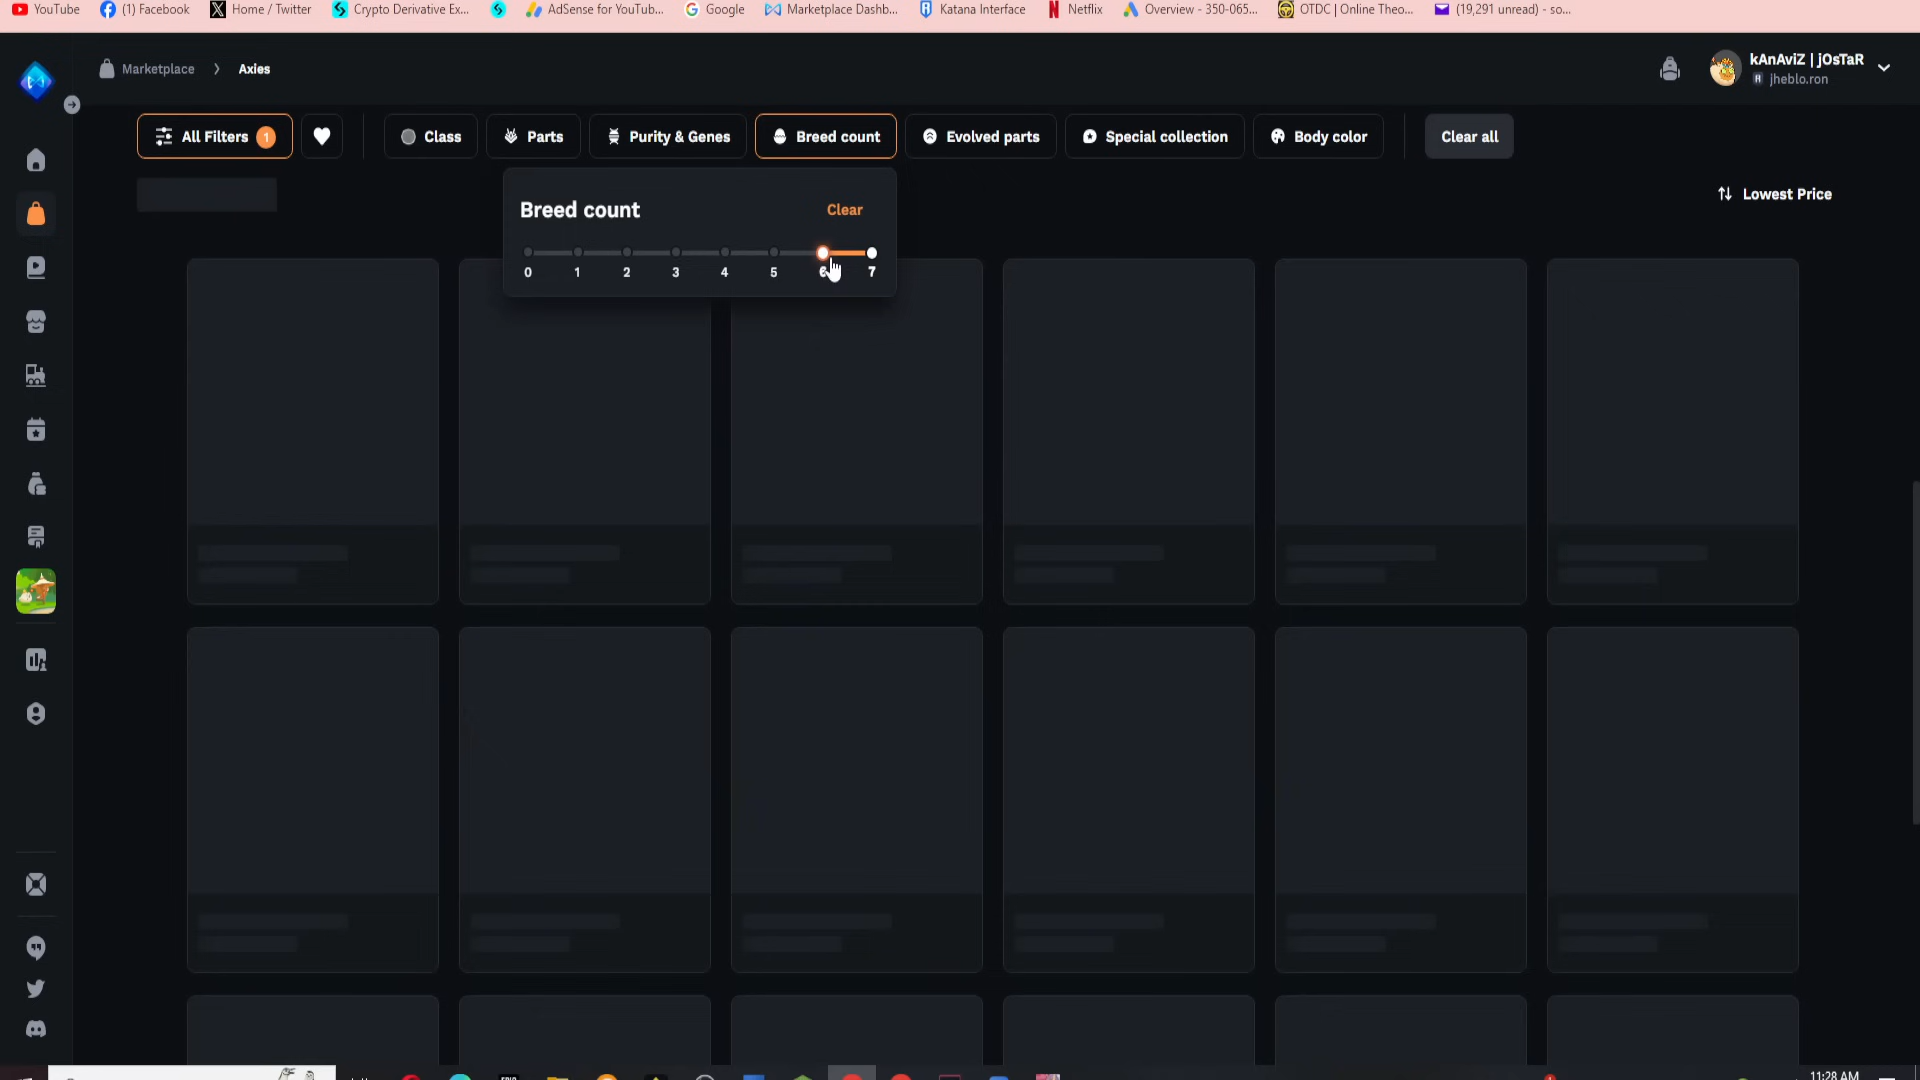 YouTube (1) Facebook Home / Twitter Crypto Derivative Ex... AdSense for YouTub... Google Marketplace Dashb... Katana Interface Netflix Overview - 350-065... OTDC | Online Theo... (19,291 unread) - so...
Marketplace > Axies
kAnAviZ | jOsTaR
jheblo.ron
All Filters 1 Class Parts Purity & Genes Breed count Evolved parts Special collection Body color Clear all
Lowest Price
Breed count Clear
0 1 2 3 4 5 6 7
11:28 AM